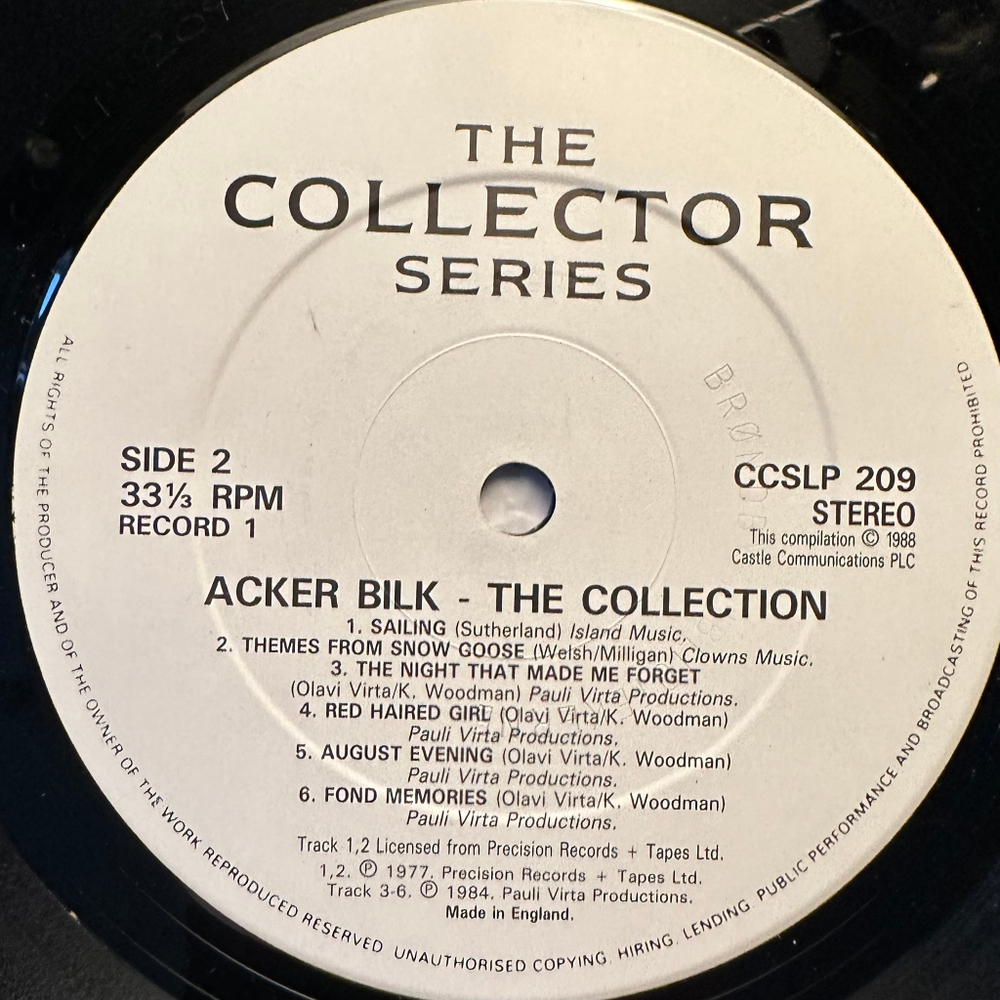 THE
COLLECTOR
SERIES
SIDE 2
33⅓ RPM
RECORD 1
CCSLP 209
STEREO
This compilation © 1988
Castle Communications PLC
ACKER BILK - THE COLLECTION
1. SAILING (Sutherland) Island Music.
2. THEMES FROM SNOW GOOSE (Welsh/Milligan) Clowns Music.
3. THE NIGHT THAT MADE ME FORGET
(Olavi Virta/K. Woodman) Pauli Virta Productions.
4. RED HAIRED GIRL (Olavi Virta/K. Woodman)
Pauli Virta Productions.
5. AUGUST EVENING (Olavi Virta/K. Woodman)
Pauli Virta Productions.
6. FOND MEMORIES (Olavi Virta/K. Woodman)
Pauli Virta Productions.
Track 1,2 Licensed from Precision Records + Tapes Ltd.
1,2. ℗ 1977. Precision Records + Tapes Ltd.
Track 3-6. ℗ 1984. Pauli Virta Productions.
Made in England.
ALL RIGHTS OF THE PRODUCER AND OF THE OWNER OF THE WORK REPRODUCED RESERVED UNAUTHORISED COPYING. HIRING. LENDING. PUBLIC PERFORMANCE AND BROADCASTING OF THIS RECORD PROHIBITED